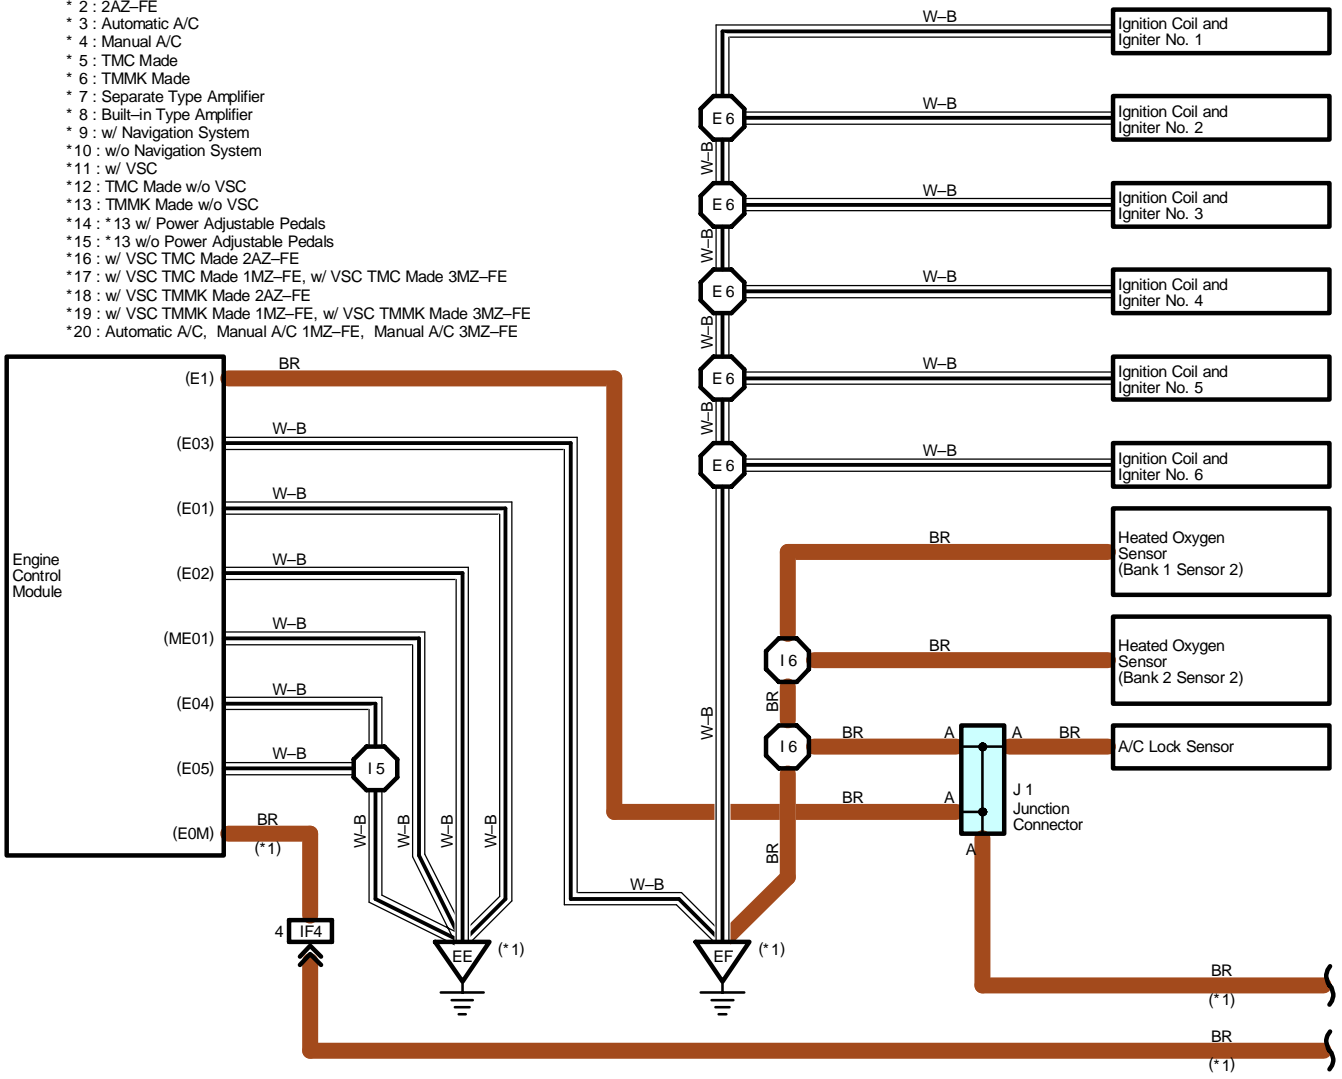 * 2 : 2AZ–FE
* 3 : Automatic A/C
* 4 : Manual A/C
* 5 : TMC Made
* 6 : TMMK Made
* 7 : Separate Type Amplifier
* 8 : Built–in Type Amplifier
* 9 : w/ Navigation System
*10 : w/o Navigation System
*11 : w/ VSC
*12 : TMC Made w/o VSC
*13 : TMMK Made w/o VSC
*14 : *13 w/ Power Adjustable Pedals
*15 : *13 w/o Power Adjustable Pedals
*16 : w/ VSC TMC Made 2AZ–FE
*17 : w/ VSC TMC Made 1MZ–FE, w/ VSC TMC Made 3MZ–FE
*18 : w/ VSC TMMK Made 2AZ–FE
*19 : w/ VSC TMMK Made 1MZ–FE, w/ VSC TMMK Made 3MZ–FE
*20 : Automatic A/C, Manual A/C 1MZ–FE, Manual A/C 3MZ–FE
W–B
Ignition Coil and
Igniter No. 1
E 6
W–B
Ignition Coil and
Igniter No. 2
W–B
E 6
W–B
Ignition Coil and
Igniter No. 3
W–B
E 6
W–B
Ignition Coil and
Igniter No. 4
W–B
E 6
W–B
Ignition Coil and
Igniter No. 5
W–B
E 6
W–B
Ignition Coil and
Igniter No. 6
W–B
Engine
Control
Module
(E1)
BR
(E03)
W–B
(E01)
W–B
(E02)
W–B
(ME01)
W–B
(E04)
W–B
(E05)
W–B
(E0M)
BR
(*1)
I 5
W–B
W–B
W–B
W–B
W–B
4
IF4
EE
(*1)
EF
(*1)
BR
Heated Oxygen
Sensor
(Bank 1 Sensor 2)
I 6
BR
Heated Oxygen
Sensor
(Bank 2 Sensor 2)
BR
I 6
BR
A
A
BR
A/C Lock Sensor
BR
A
J 1
Junction
Connector
BR
A
BR
(*1)
BR
(*1)